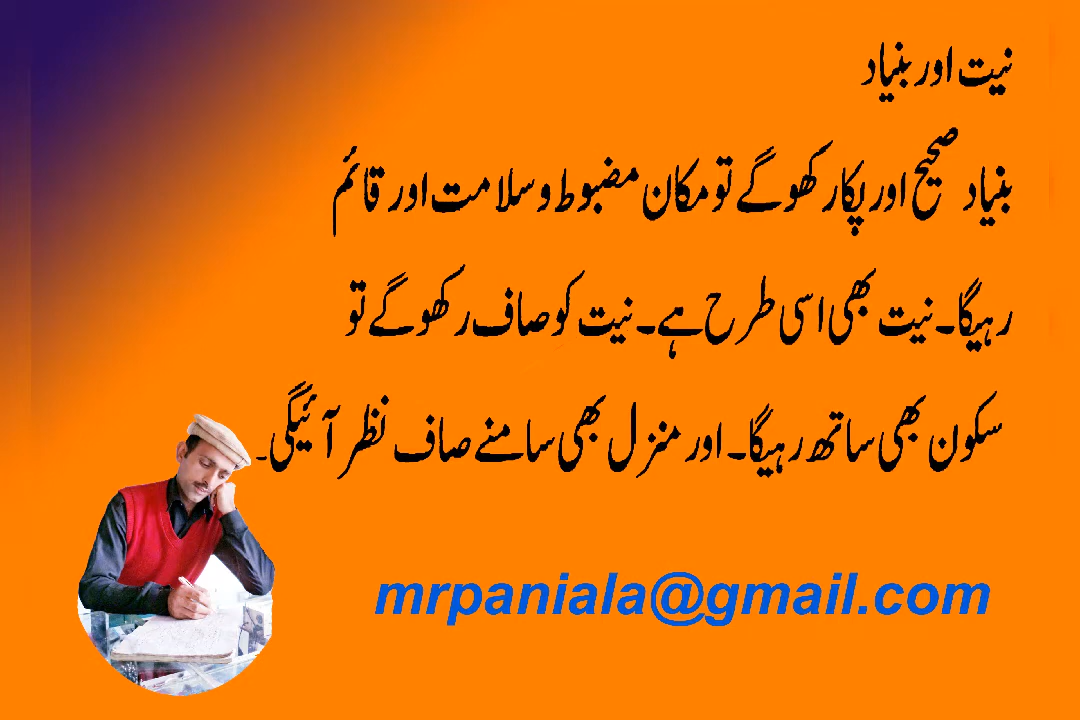 نیت اور بنیاد
بنیاد صحیح اور پکا رکھو گے تو مکان مضبوط و سلامت اور قائم
رہیگا۔ نیت بھی اسی طرح ہے۔ نیت کو صاف رکھو گے تو
سکون بھی ساتھ رہیگا۔ اور منزل بھی سامنے صاف نظر آئیگی۔
mrpaniala@gmail.com